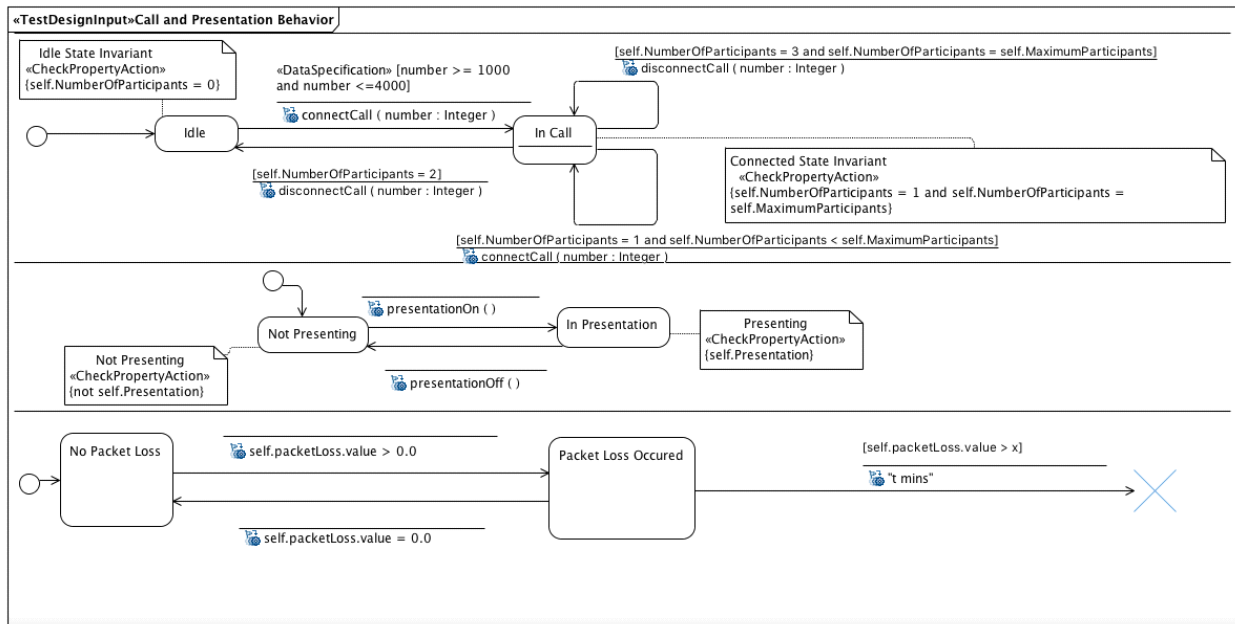 «TestDesignInput»Call and Presentation Behavior
Idle State Invariant
«CheckPropertyAction»
{self.NumberOfParticipants = 0}
«DataSpecification» [number >= 1000
and number <=4000]
connectCall ( number : Integer )
[self.NumberOfParticipants = 3 and self.NumberOfParticipants = self.MaximumParticipants]
disconnectCall ( number : Integer )
Idle
In Call
[self.NumberOfParticipants = 2]
disconnectCall ( number : Integer )
Connected State Invariant
«CheckPropertyAction»
{self.NumberOfParticipants = 1 and self.NumberOfParticipants =
self.MaximumParticipants}
[self.NumberOfParticipants = 1 and self.NumberOfParticipants < self.MaximumParticipants]
connectCall ( number : Integer )
presentationOn ( )
Not Presenting
In Presentation
Presenting
«CheckPropertyAction»
{self.Presentation}
Not Presenting
«CheckPropertyAction»
{not self.Presentation}
presentationOff ( )
No Packet Loss
self.packetLoss.value > 0.0
Packet Loss Occured
[self.packetLoss.value > x]
"t mins"
self.packetLoss.value = 0.0